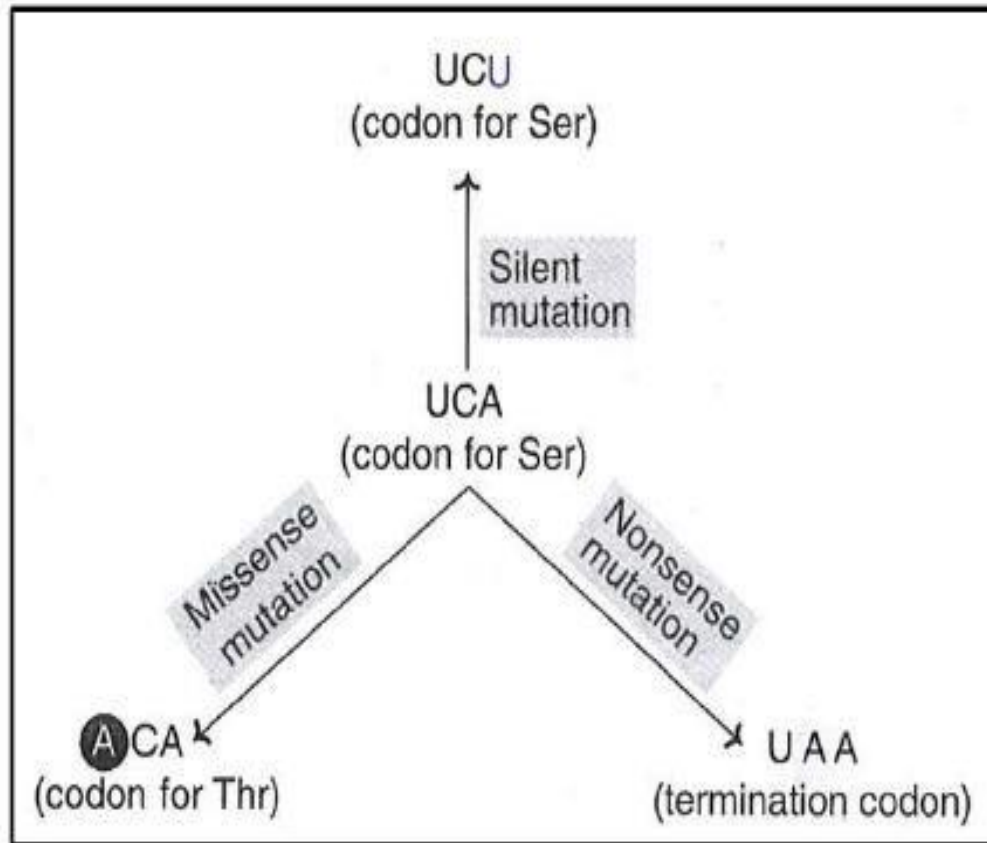 UCU
(codon for Ser)
Silent
mutation
UCA
(codon for Ser)
Missense
mutation
Nonsense
mutation
ACA
(codon for Thr)
UAA
(termination codon)